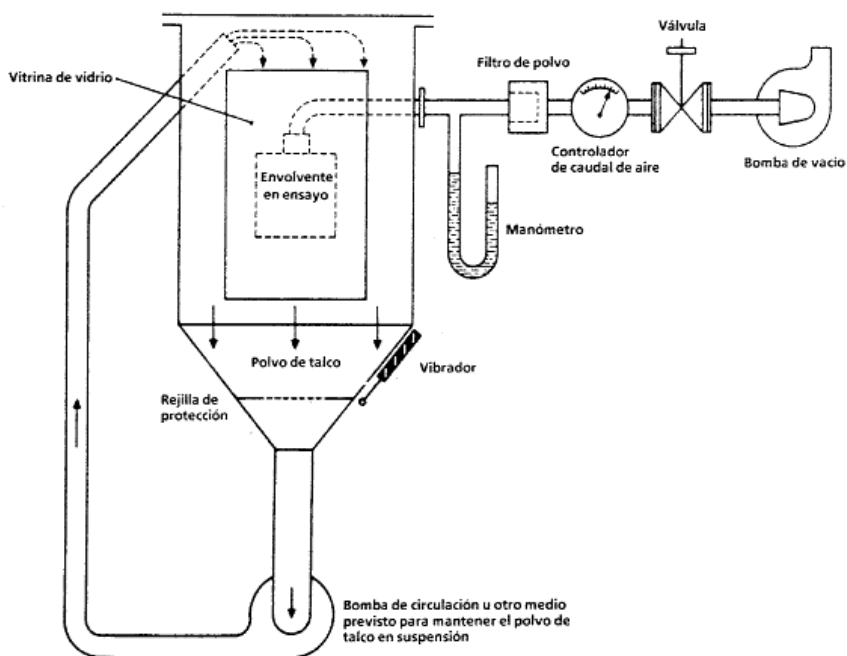 Válvula
Filtro de polvo
Vitrina de vidrio
Controlador
de caudal de aire
Bomba de vacio
Envolvente
en ensayo
Manómetro
Polvo de talco
Vibrador
Rejilla de
protección
Bomba de circulación u otro medio
previsto para mantener el polvo de
talco en suspensión